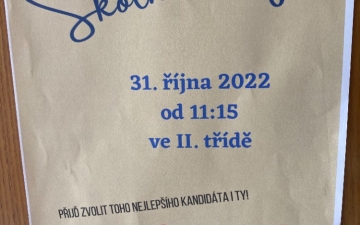 31. října 2022
od 11:15
ve II. třídě
PŘIJĎ ZVOLIT TOHO NEJLEPŠÍHO KANDIDÁTA I TY!